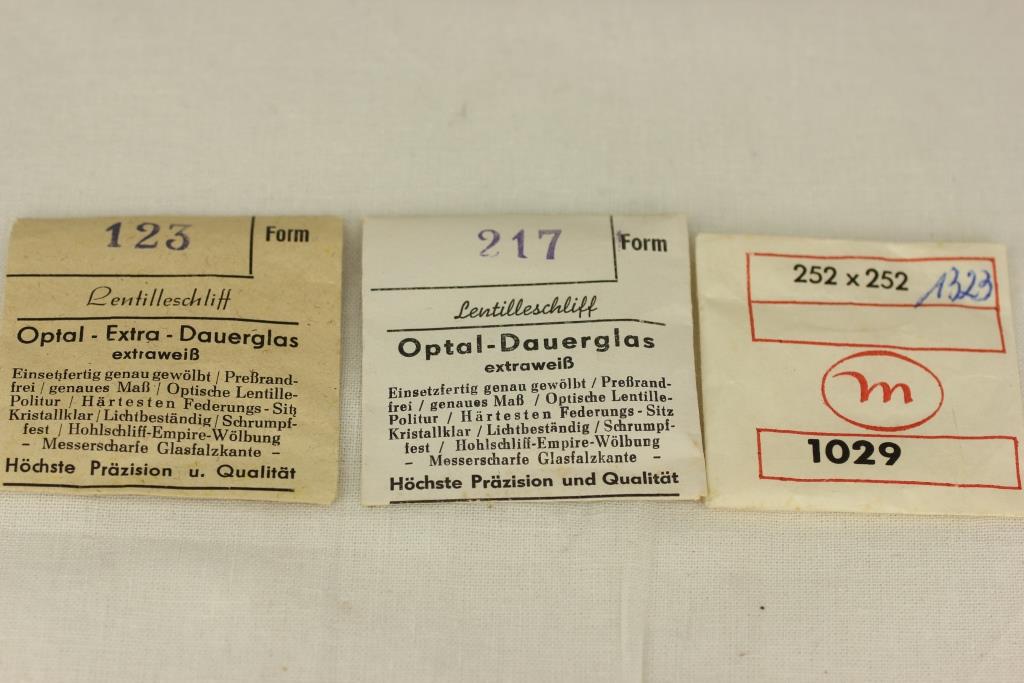 123
Form
Lentilleschliff
Optal - Extra - Dauerglas
extraweiß
Einsetzfertig genau gewölbt / Preßrand-
frei / genaues Maß / Optische Lentille-
Politur / Härtesten Federungs - Sitz
Kristallklar / Lichtbeständig / Schrumpf-
fest / Hohlschliff-Empire-Wölbung
– Messerscharfe Glasfalzkante –
Höchste Präzision u. Qualität
217
Form
Lentilleschliff
Optal-Dauerglas
extraweiß
Einsetzfertig genau gewölbt / Preßrand-
frei / genaues Maß / Optische Lentille-
Politur / Härtesten Federungs - Sitz
Kristallklar / Lichtbeständig / Schrumpf-
fest / Hohlschliff-Empire-Wölbung
– Messerscharfe Glasfalzkante –
Höchste Präzision und Qualität
252 x 252 1323
m
1029